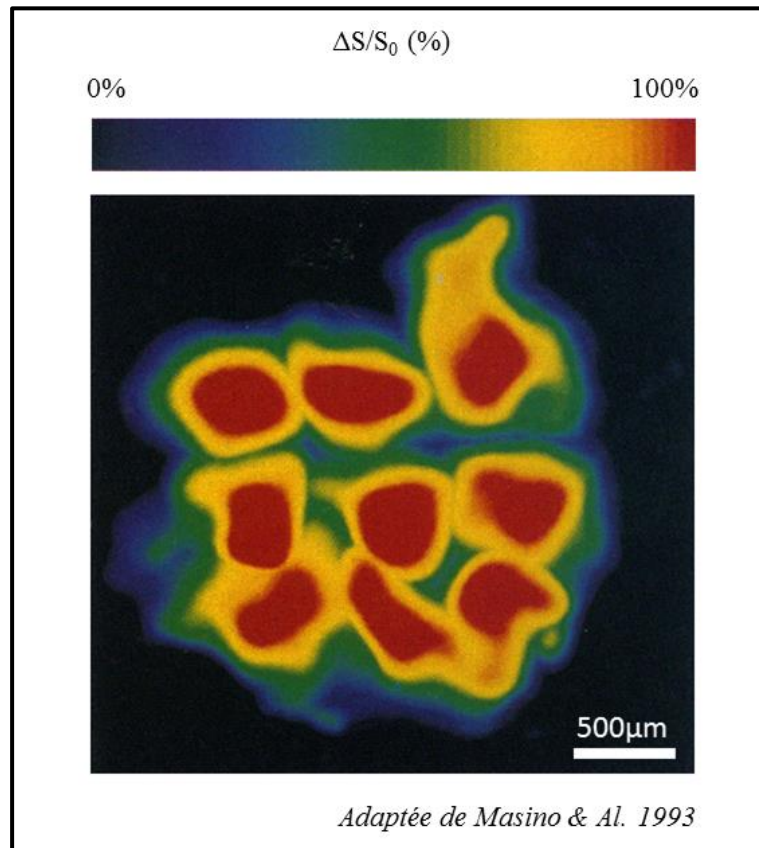 ΔS/S₀ (%)
0% 100%
500µm
Adaptée de Masino & Al. 1993